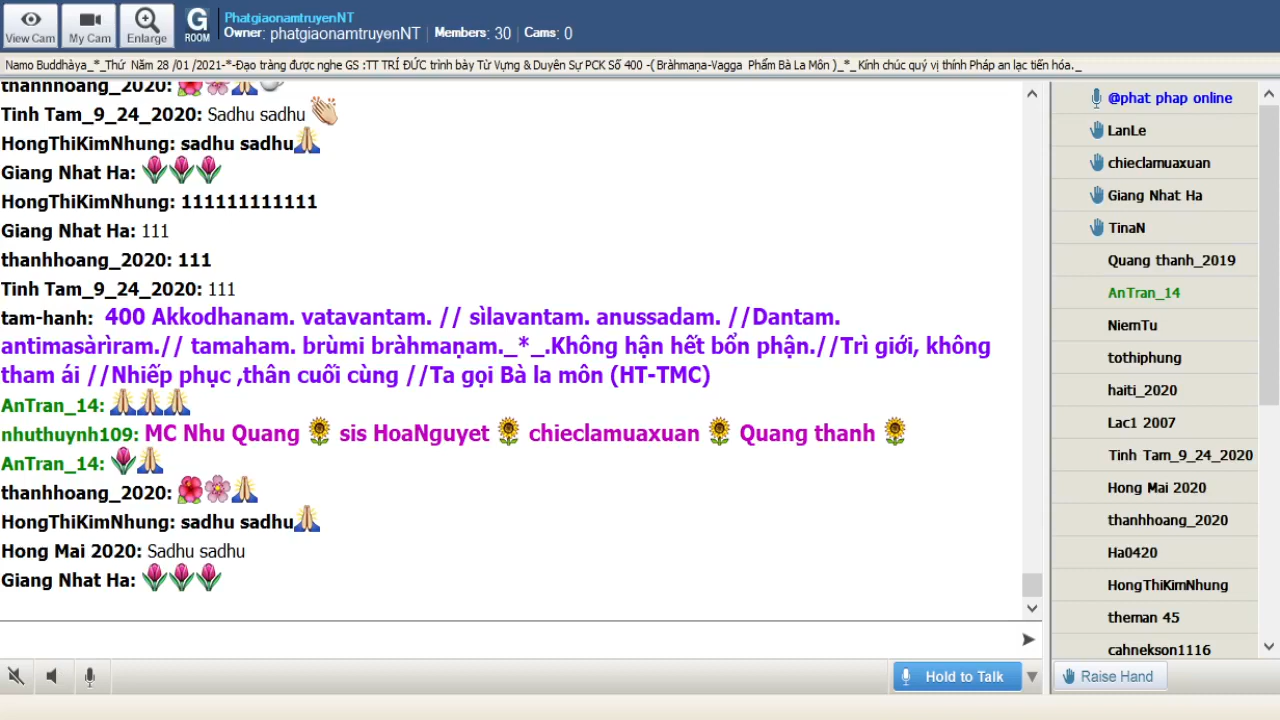 View Cam
My Cam
Enlarge
G
ROOM
PhatgiaonamtruyenNT
Owner: phatgiaonamtruyenNT | Members: 30 | Cams: 0
Namo Buddhàya_*_Thứ Năm 28 /01 /2021-*-Đạo tràng được nghe GS :TT TRÍ ĐỨC trình bày Từ Vựng & Duyên Sự PCK Số 400 -( Bràhmaṇa-Vagga Phẩm Bà La Môn )_*_ Kính chúc quý vị thính Pháp an lạc tiến hóa._
thanhhoang_2020:
Tinh Tam_9_24_2020: Sadhu sadhu
HongThiKimNhung: sadhu sadhu
Giang Nhat Ha:
HongThiKimNhung: 111111111111
Giang Nhat Ha: 111
thanhhoang_2020: 111
Tinh Tam_9_24_2020: 111
tam-hanh: 400 Akkodhanam. vatavantam. // sìlavantam. anussadam. //Dantam.
antimasàrìram.// tamaham. brùmi bràhmaṇam._*_.Không hận hết bổn phận.//Trì giới, không
tham ái //Nhiếp phục ,thân cuối cùng //Ta gọi Bà la môn (HT-TMC)
AnTran_14:
nhuthuynh109: MC Nhu Quang sis HoaNguyet chieclamuaxuan Quang thanh
AnTran_14:
thanhhoang_2020:
HongThiKimNhung: sadhu sadhu
Hong Mai 2020: Sadhu sadhu
Giang Nhat Ha:
Hold to Talk
@phat phap online
LanLe
chieclamuaxuan
Giang Nhat Ha
TinaN
Quang thanh_2019
AnTran_14
NiemTu
tothiphung
haiti_2020
Lac1 2007
Tinh Tam_9_24_2020
Hong Mai 2020
thanhhoang_2020
Ha0420
HongThiKimNhung
theman 45
cahnekson1116
Raise Hand